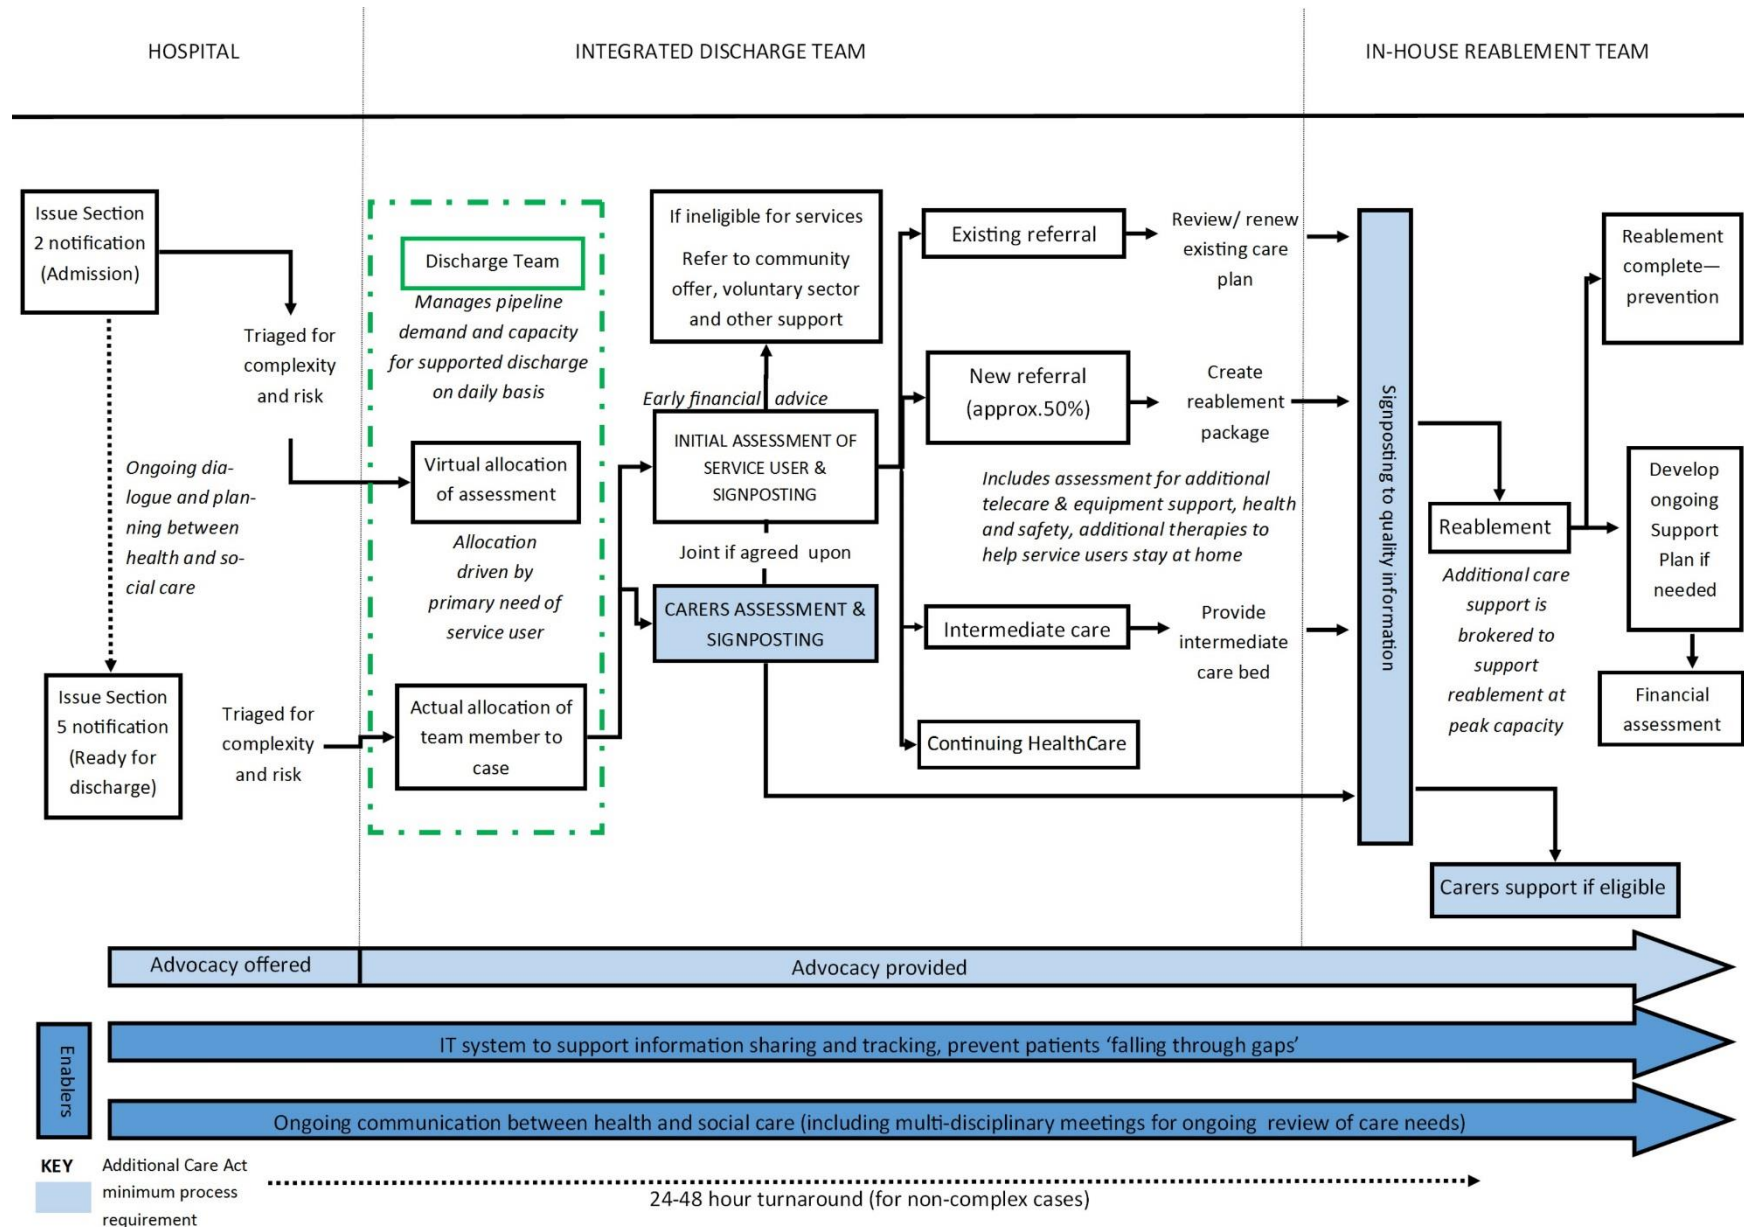 HOSPITAL
INTEGRATED DISCHARGE TEAM
IN-HOUSE REABLEMENT TEAM
Issue Section
2 notification
(Admission)
Triaged for
complexity
and risk
Ongoing dia-
logue and plan-
ning between
health and so-
cial care
Issue Section
5 notification
(Ready for
discharge)
Triaged for
complexity
and risk
Discharge Team
Manages pipeline
demand and capacity
for supported discharge
on daily basis
Virtual allocation
of assessment
Allocation
driven by
primary need of
service user
Actual allocation of
team member to
case
If ineligible for services
Refer to community
offer, voluntary sector
and other support
Early financial advice
INITIAL ASSESSMENT OF
SERVICE USER &
SIGNPOSTING
Joint if agreed upon
CARERS ASSESSMENT &
SIGNPOSTING
Existing referral
Review/ renew
existing care
plan
New referral
(approx.50%)
Create
reablement
package
Includes assessment for additional
telecare & equipment support, health
and safety, additional therapies to
help service users stay at home
Intermediate care
Provide
intermediate
care bed
Continuing HealthCare
Signposting to quality information
Reablement
Additional care
support is
brokered to
support
reablement at
peak capacity
Reablement
complete—
prevention
Develop
ongoing
Support
Plan if
needed
Financial
assessment
Carers support if eligible
Advocacy offered
Advocacy provided
Enablers
IT system to support information sharing and tracking, prevent patients ‘falling through gaps’
Ongoing communication between health and social care (including multi-disciplinary meetings for ongoing review of care needs)
KEY
Additional Care Act
minimum process
requirement
24-48 hour turnaround (for non-complex cases)